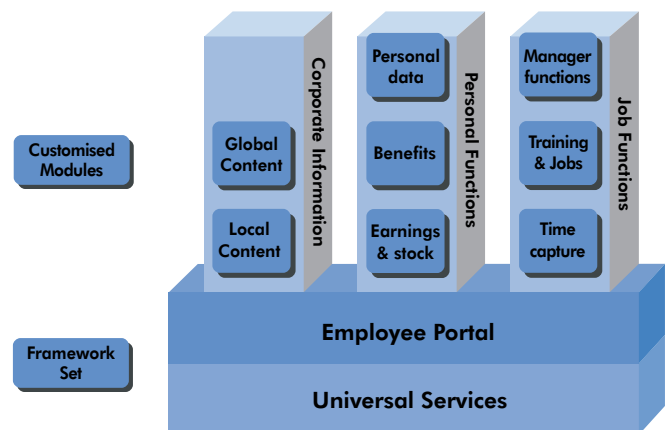 Customised
Modules
Framework
Set
Global
Content
Local
Content
Corporate Information
Personal
data
Benefits
Earnings
& stock
Personal Functions
Manager
functions
Training
& Jobs
Time
capture
Job Functions
Employee Portal
Universal Services